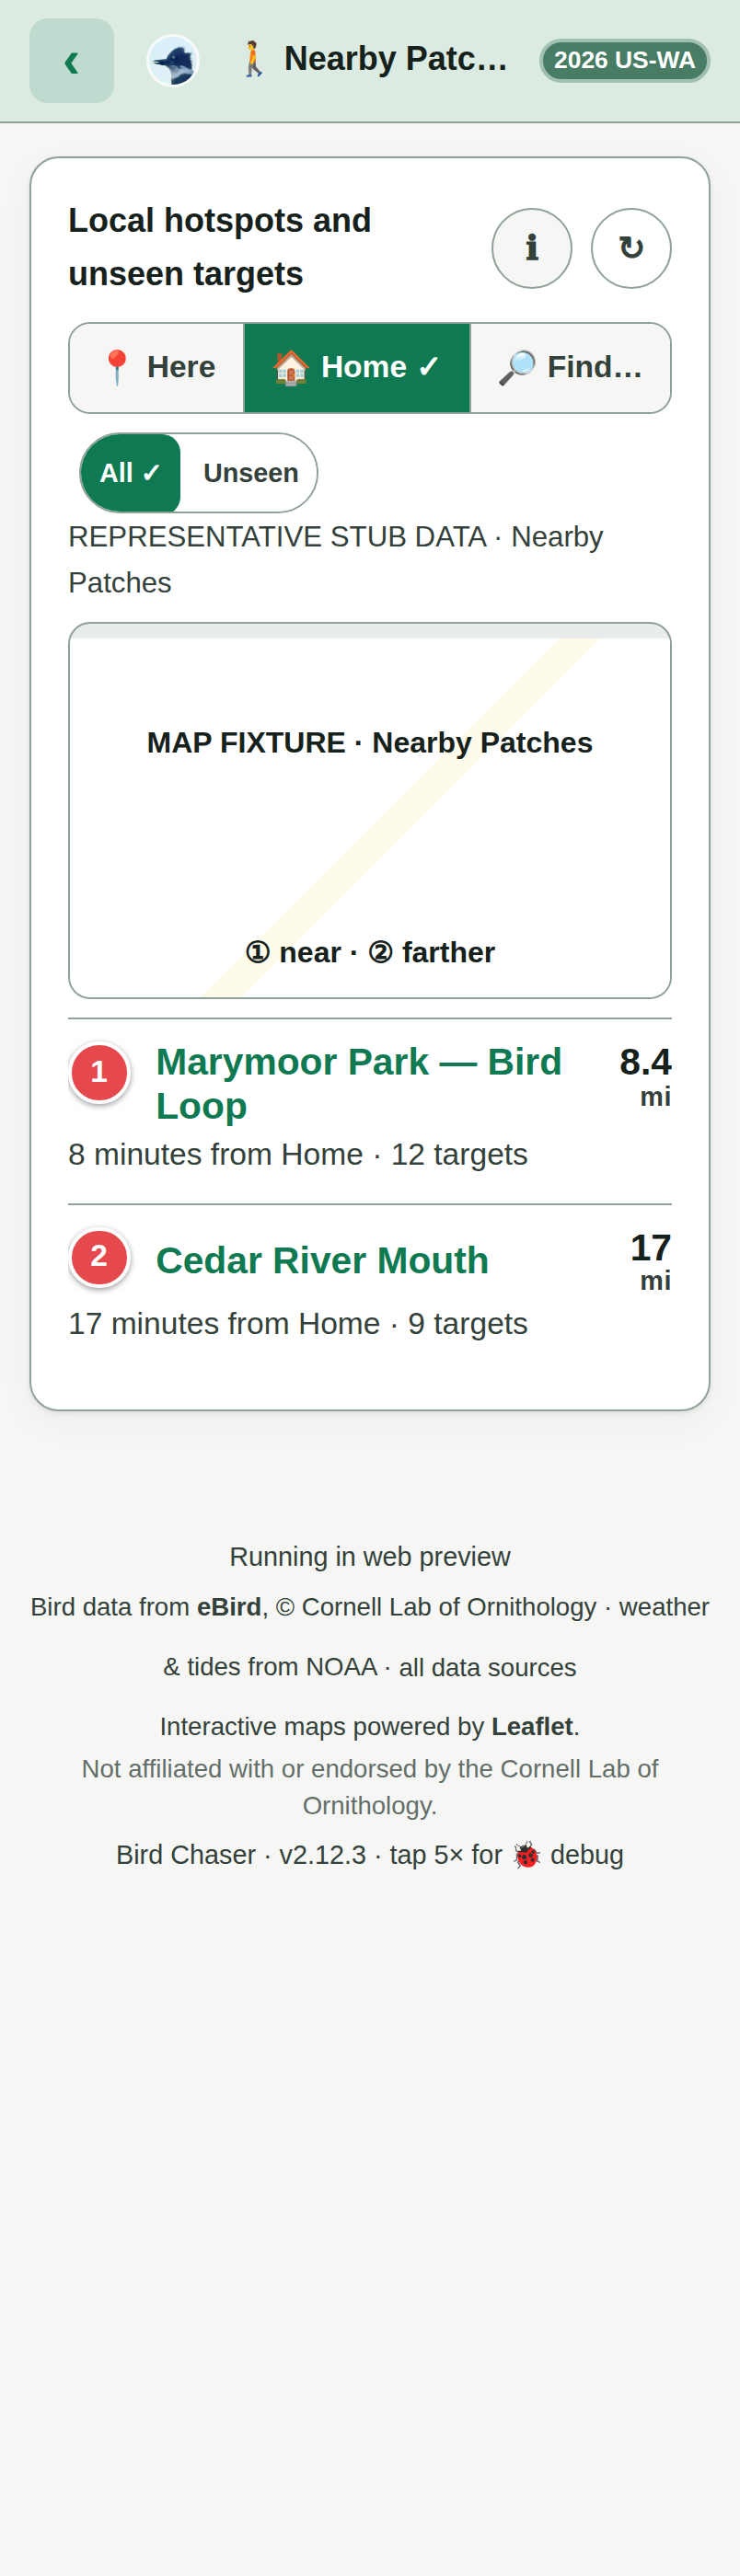 ‹ 🚶 Nearby Patc… 2026 US-WA
Local hotspots and
unseen targets
ℹ ↻
📍 Here 🏠 Home ✓ 🔎 Find…
All ✓ Unseen
REPRESENTATIVE STUB DATA · Nearby
Patches
MAP FIXTURE · Nearby Patches
① near · ② farther
1 Marymoor Park — Bird 8.4
Loop mi
8 minutes from Home · 12 targets
2 Cedar River Mouth 17
mi
17 minutes from Home · 9 targets
Running in web preview
Bird data from eBird, © Cornell Lab of Ornithology · weather
& tides from NOAA · all data sources
Interactive maps powered by Leaflet.
Not affiliated with or endorsed by the Cornell Lab of
Ornithology.
Bird Chaser · v2.12.3 · tap 5× for 🐞 debug